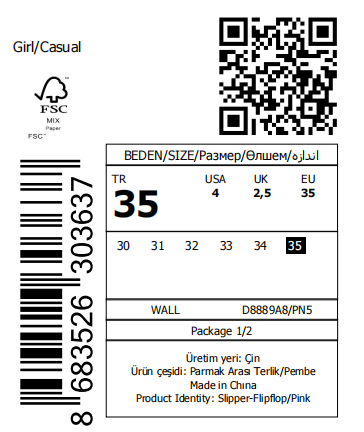 Girl/Casual
FSC
MIX
Paper
FSC™
BEDEN/SIZE/Размер/Өлшем/اندازه
TR USA UK EU
35 4 2,5 35
30 31 32 33 34 35
WALL D8889A8/PN5
Package 1/2
Üretim yeri: Çin
Ürün çeşidi: Parmak Arası Terlik/Pembe
Made in China
Product Identity: Slipper-Flipflop/Pink
8 683526 303637